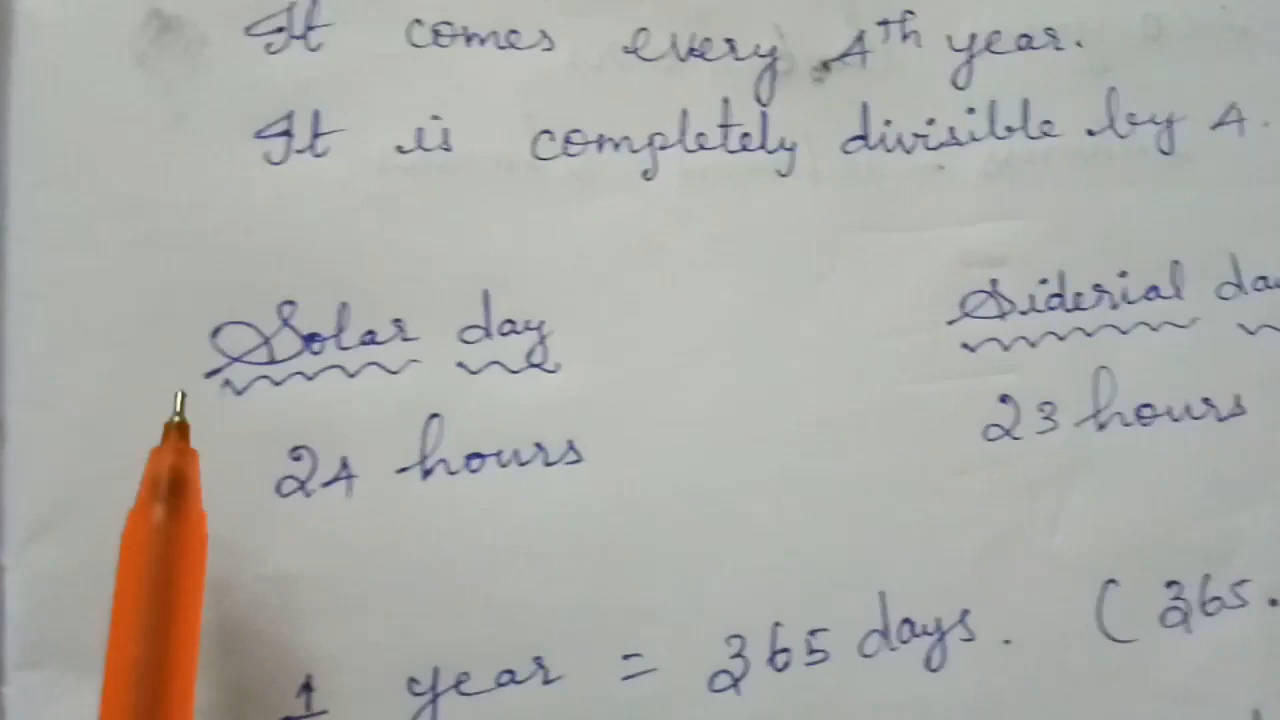 It comes every 4th year.
It is completely divisible by 4.
Solar day Siderial day
24 hours 23 hours
1 year = 365 days. (365.